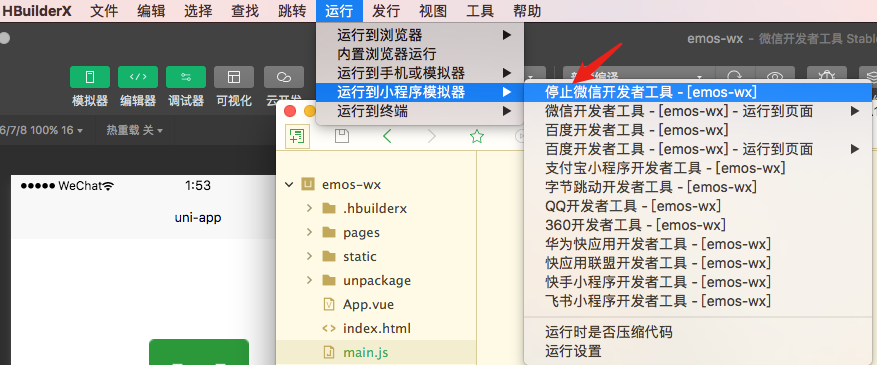 HBuilderX 文件 编辑 选择 查找 跳转 运行 发行 视图 工具 帮助
emos-wx - 微信开发者工具 Stable
模拟器 编辑器 调试器 可视化 云开发
6/7/8 100% 16 热重载 关
WeChat 1:53
uni-app
运行到浏览器
内置浏览器运行
运行到手机或模拟器
运行到小程序模拟器
运行到终端
停止微信开发者工具 - [emos-wx]
微信开发者工具 - [emos-wx] - 运行到页面
百度开发者工具 - [emos-wx]
百度开发者工具 - [emos-wx] - 运行到页面
支付宝小程序开发者工具 - [emos-wx]
字节跳动开发者工具 - [emos-wx]
QQ开发者工具 - [emos-wx]
360开发者工具 - [emos-wx]
华为快应用开发者工具 - [emos-wx]
快应用联盟开发者工具 - [emos-wx]
快手小程序开发者工具 - [emos-wx]
飞书小程序开发者工具 - [emos-wx]
运行时是否压缩代码
运行设置
emos-wx
.hbuilderx
pages
static
unpackage
App.vue
index.html
main.js